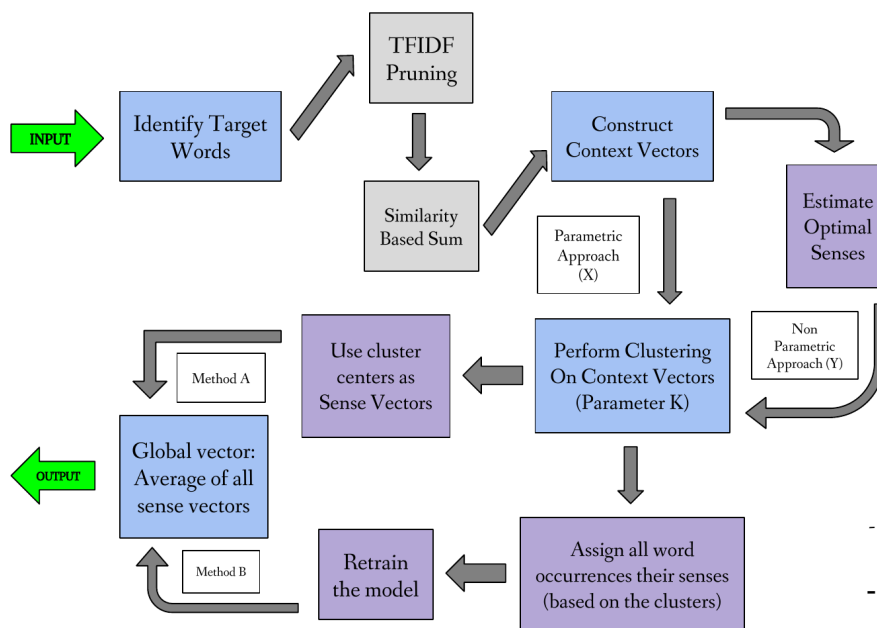 INPUT
Identify Target
Words
TFIDF
Pruning
Similarity
Based Sum
Construct
Context Vectors
Estimate
Optimal
Senses
Parametric
Approach
(X)
Non
Parametric
Approach (Y)
Perform Clustering
On Context Vectors
(Parameter K)
Use cluster
centers as
Sense Vectors
Method A
Global vector:
Average of all
sense vectors
OUTPUT
Assign all word
occurrences their senses
(based on the clusters)
Retrain
the model
Method B